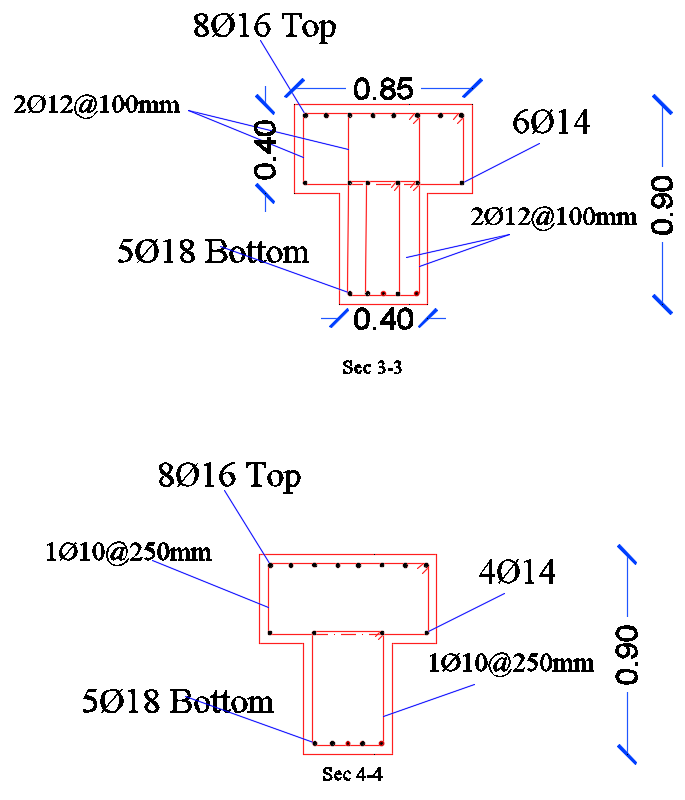 8Ø16 Top
0.85
2Ø12@100mm
0.40
6Ø14
0.90
2Ø12@100mm
5Ø18 Bottom
0.40
Sec 3-3
8Ø16 Top
1Ø10@250mm
4Ø14
0.90
1Ø10@250mm
5Ø18 Bottom
Sec 4-4